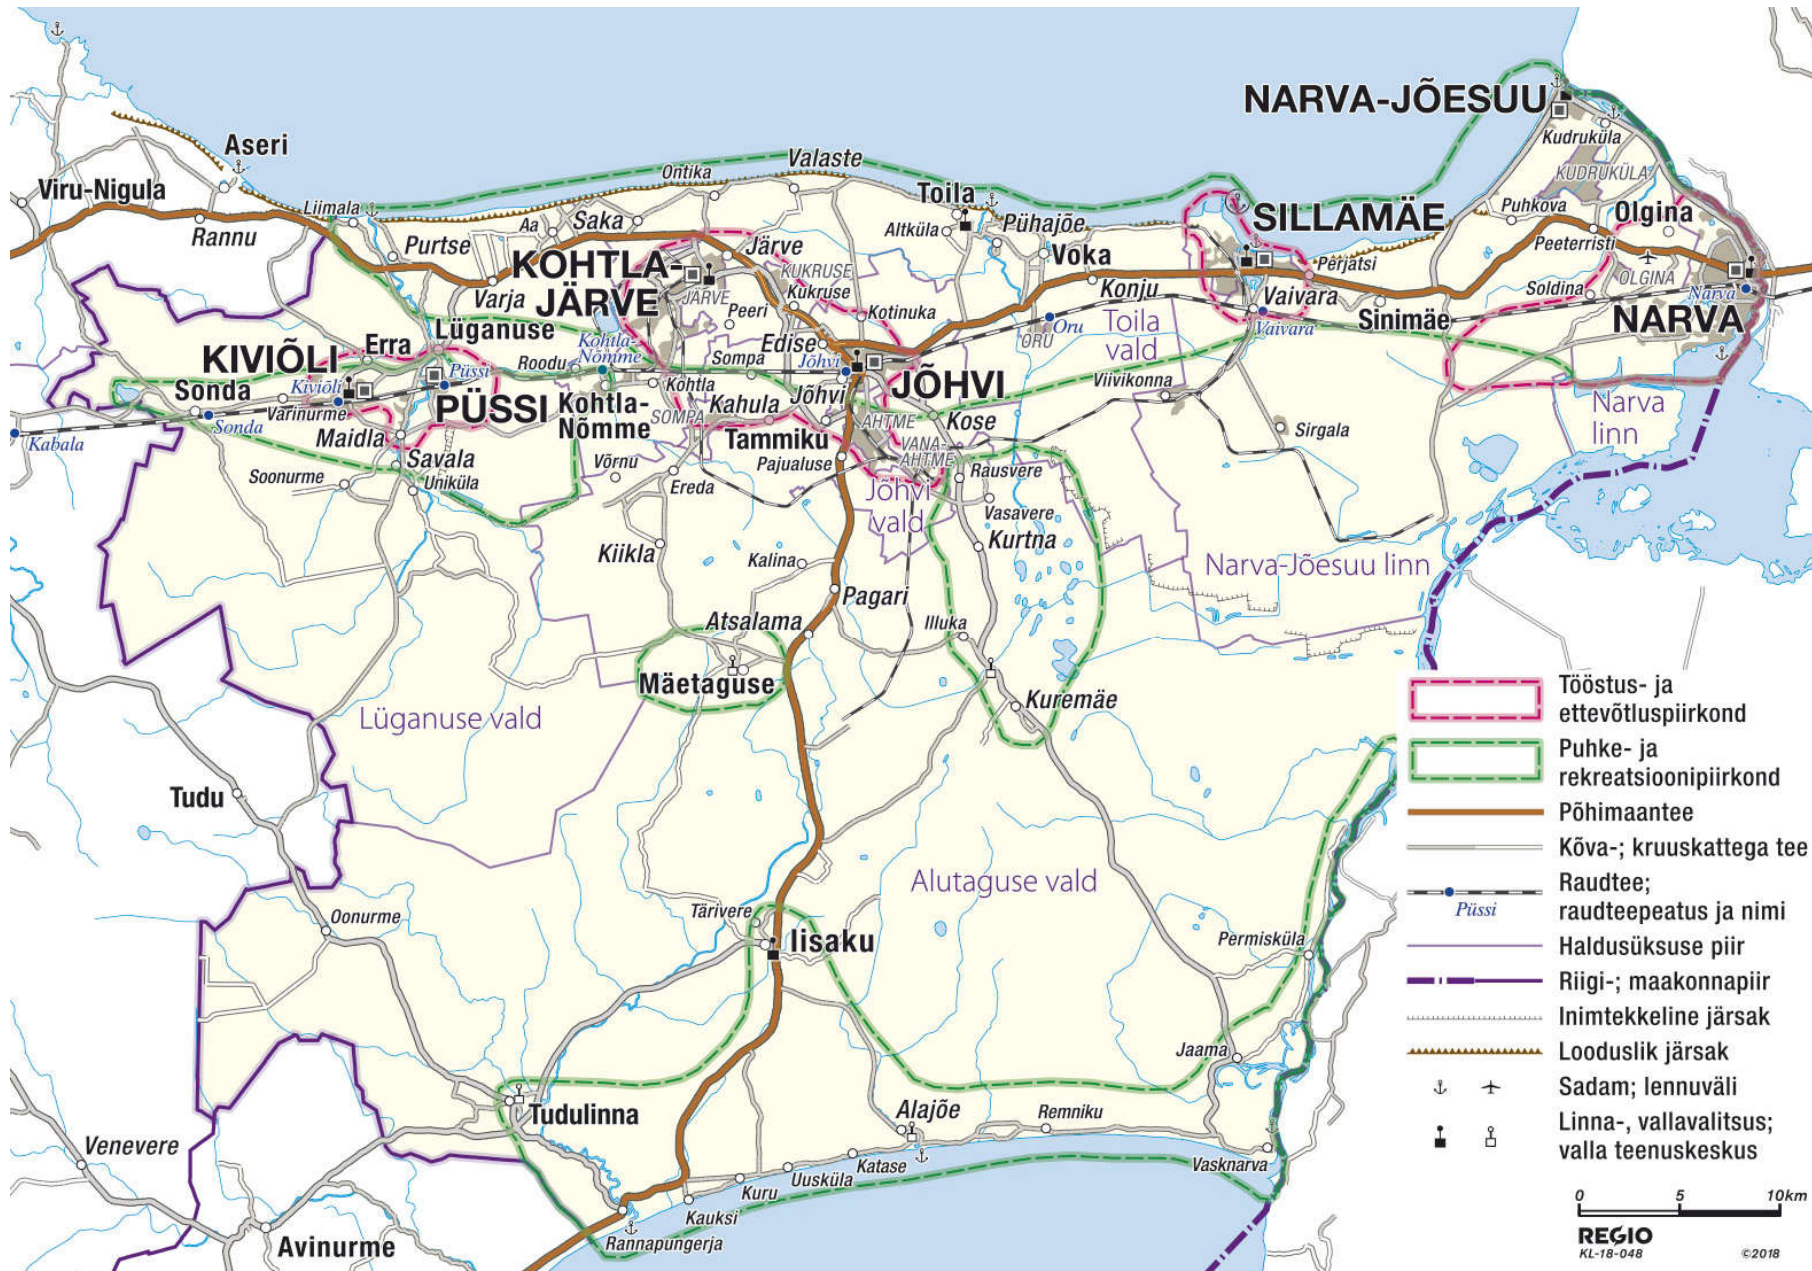 NARVA-JÕESUU
Kudruküla
KUDRUKÜLA
Aseri
Valaste
Ontika
Viru-Nigula
Toila
SILLAMÄE
Liimala
Aa
Saka
Altküla
Pühajõe
Puhkova
Olgina
Rannu
Purtse
Järve
Voka
Perjatsi
Peeterristi
KOHTLA-
JÄRVE
JÄRVE
KUKRUSE
Kukruse
OLGINA
Varja
Peeri
Kotinuka
Konju
Vaivara
Soldina
Narva
Lüganuse
Kohtla-
Nõmme
Edise
Oru
ORU
Toila
vald
Vaivara
Sinimäe
NARVA
KIVIÕLI
Erra
Roodu
Sompa
Jõhvi
JÕHVI
Püssi
Sonda
Kiviõli
PÜSSI
Kohtla
Jõhvi
Viivikonna
Varinurme
Kohtla-
Nõmme
SOMPA
Kahula
AHTME
Kose
Narva
linn
Sonda
Kabala
Maidla
Tammiku
VANA-
AHTME
Sirgala
Savala
Võrnu
Pajualuse
Rausvere
Soonurme
Uniküla
Ereda
Jõhvi
vald
Vasavere
Kiikla
Kalina
Kurtna
Narva-Jõesuu linn
Pagari
Atsalama
Illuka
Mäetaguse
Kuremäe
Lüganuse vald
Tudu
Alutaguse vald
Oonurme
Tärivere
Iisaku
Permisküla
Jaama
Tudulinna
Alajõe
Remniku
Venevere
Katase
Vasknarva
Uusküla
Kuru
Kauksi
Rannapungerja
Avinurme
Tööstus- ja
ettevõtluspiirkond
Puhke- ja
rekreatsioonipiirkond
Põhimaantee
Kõva-; kruuskattega tee
Raudtee;
Püssi raudteepeatus ja nimi
Haldusüksuse piir
Riigi-; maakonnapiir
Inimtekkeline järsak
Looduslik järsak
Sadam; lennuväli
Linna-, vallavalitsus;
valla teenuskeskus
0 5 10km
REGIO
KL-18-048 ©2018